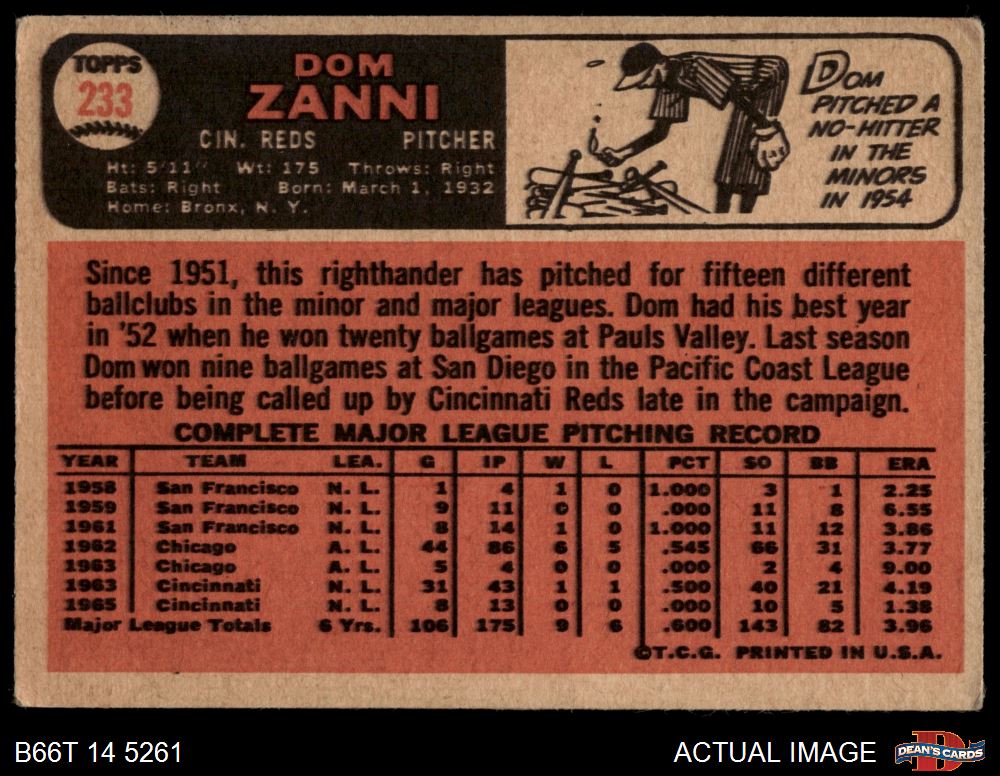 TOPPS
233
DOM
ZANNI
CIN. REDS PITCHER
Ht: 5'11" Wt: 175 Throws: Right
Bats: Right Born: March 1, 1932
Home: Bronx, N. Y.
DOM
PITCHED A
NO-HITTER
IN THE
MINORS
IN 1954
Since 1951, this righthander has pitched for fifteen different
ballclubs in the minor and major leagues. Dom had his best year
in '52 when he won twenty ballgames at Pauls Valley. Last season
Dom won nine ballgames at San Diego in the Pacific Coast League
before being called up by Cincinnati Reds late in the campaign.
COMPLETE MAJOR LEAGUE PITCHING RECORD
YEAR TEAM LEA. G IP W L PCT SO BB ERA
1958 San Francisco N. L. 1 4 1 0 1.000 3 1 2.25
1959 San Francisco N. L. 9 11 0 0 .000 11 8 6.55
1961 San Francisco N. L. 8 14 1 0 1.000 11 12 3.86
1962 Chicago A. L. 44 86 6 5 .545 66 31 3.77
1963 Chicago A. L. 5 4 0 0 .000 2 4 9.00
1963 Cincinnati N. L. 31 43 1 1 .500 40 21 4.19
1965 Cincinnati N. L. 8 13 0 0 .000 10 5 1.38
Major League Totals 6 Yrs. 106 175 9 6 .600 143 82 3.96
©T.C.G. PRINTED IN U.S.A.
B66T 14 5261
ACTUAL IMAGE
DEAN'S CARDS